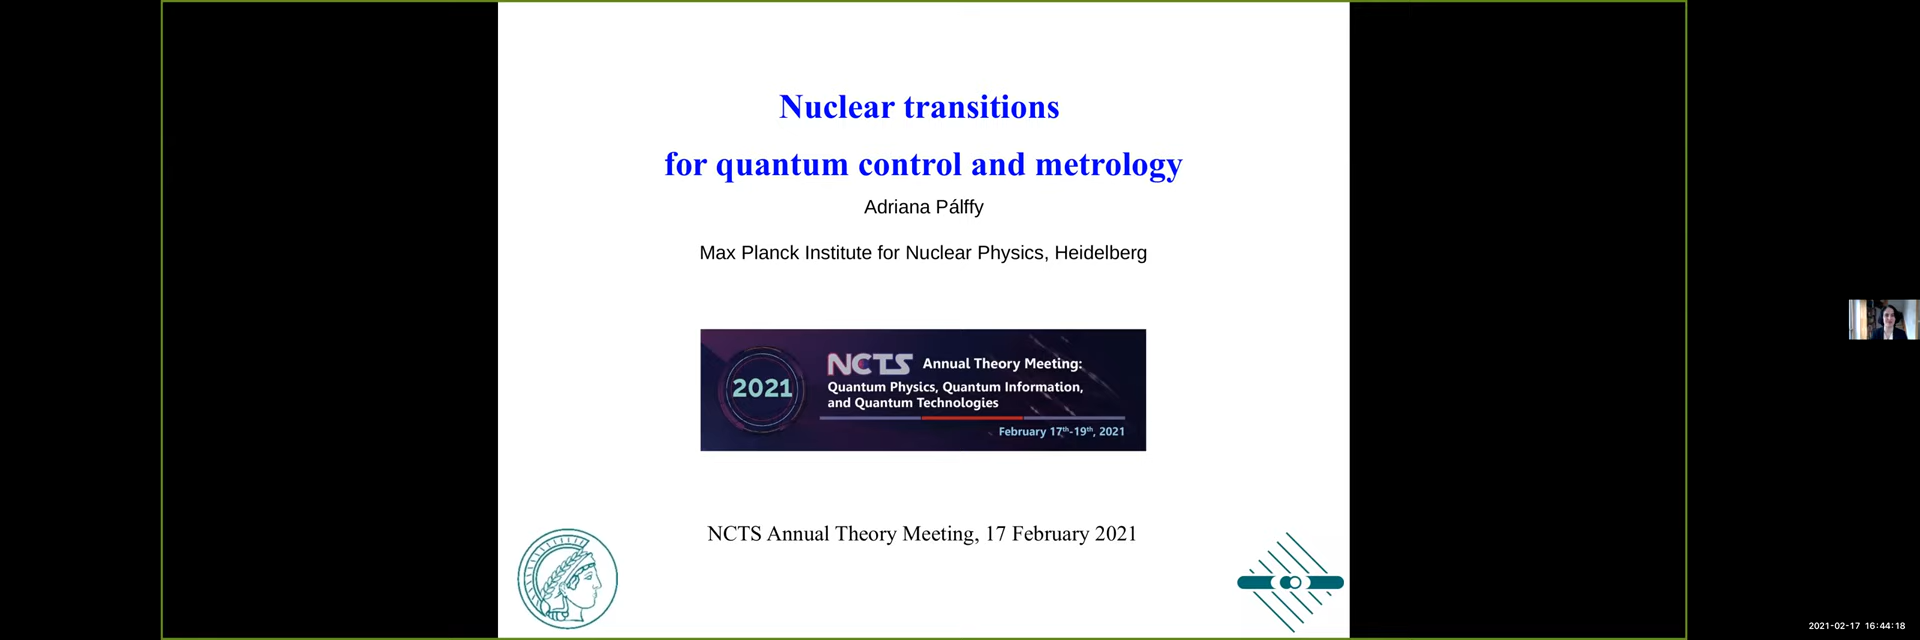 Nuclear transitions
for quantum control and metrology
Adriana Pálffy
Max Planck Institute for Nuclear Physics, Heidelberg
2021
NCTS Annual Theory Meeting:
Quantum Physics, Quantum Information,
and Quantum Technologies
February 17th-19th, 2021
NCTS Annual Theory Meeting, 17 February 2021
2021-02-17 16:44:18